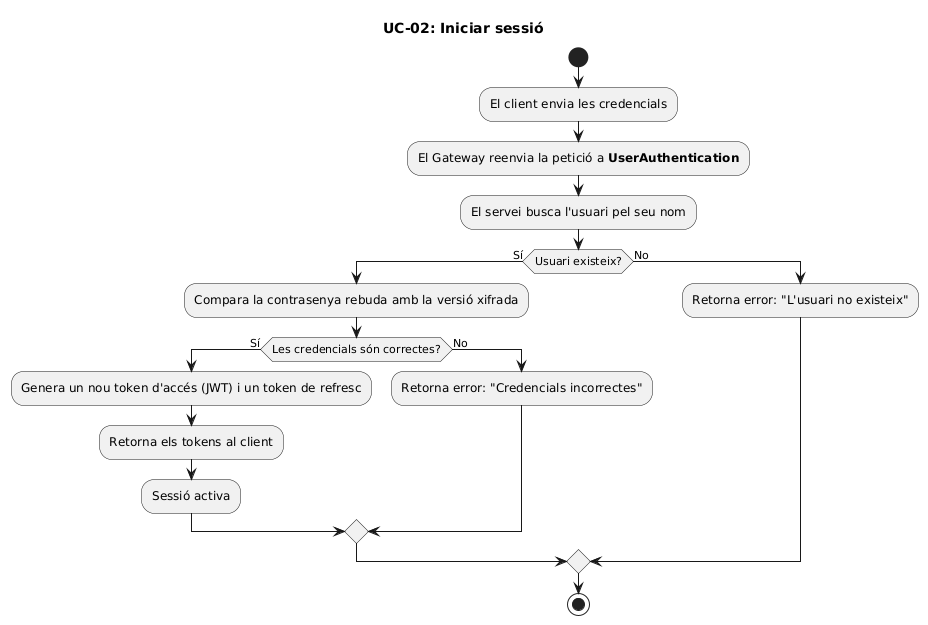 UC-02: Iniciar sessió
El client envia les credencials
El Gateway reenvia la petició a UserAuthentication
El servei busca l'usuari pel seu nom
Sí
Usuari existeix?
No
Compara la contrasenya rebuda amb la versió xifrada
Retorna error: "L'usuari no existeix"
Sí
Les credencials són correctes?
No
Genera un nou token d'accés (JWT) i un token de refresc
Retorna error: "Credencials incorrectes"
Retorna els tokens al client
Sessió activa